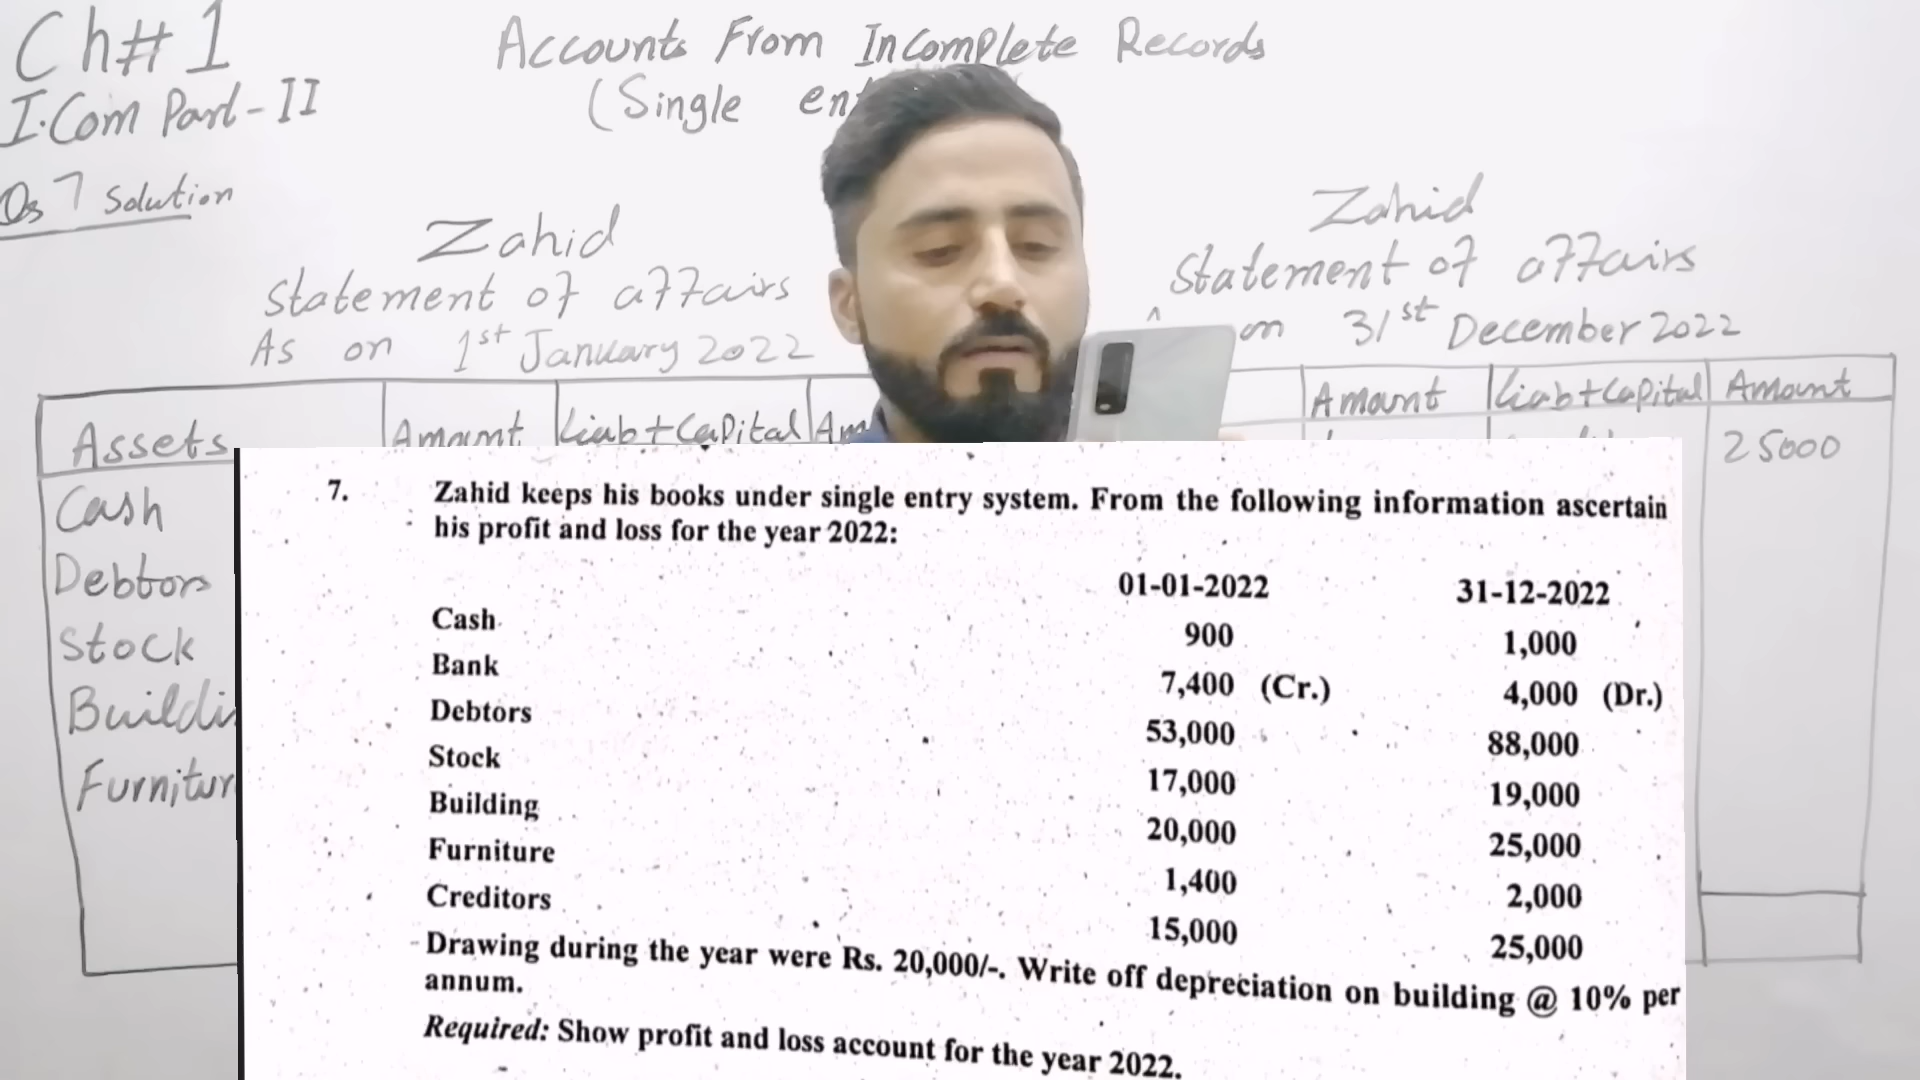 Ch# 1
I.Com Part-II
Qs 7 Solution
Accounts From Incomplete Records
(Single
Zahid
Statement of affairs
As on 1st January 2022
Zahid
Statement of affairs
on 31st December 2022
Assets Amount Liab+Capital Am
Amount Liab+Capital Amount
25000
Cash
Debtors
Stock
7. Zahid keeps his books under single entry system. From the following information ascertain
his profit and loss for the year 2022:
01-01-2022 31-12-2022
Cash 900 1,000
Bank 7,400 (Cr.) 4,000 (Dr.)
Debtors 53,000 88,000
Stock 17,000 19,000
Building 20,000 25,000
Furniture 1,400 2,000
Creditors 15,000 25,000
Drawing during the year were Rs. 20,000/-. Write off depreciation on building @ 10% per
annum.
Required: Show profit and loss account for the year 2022.